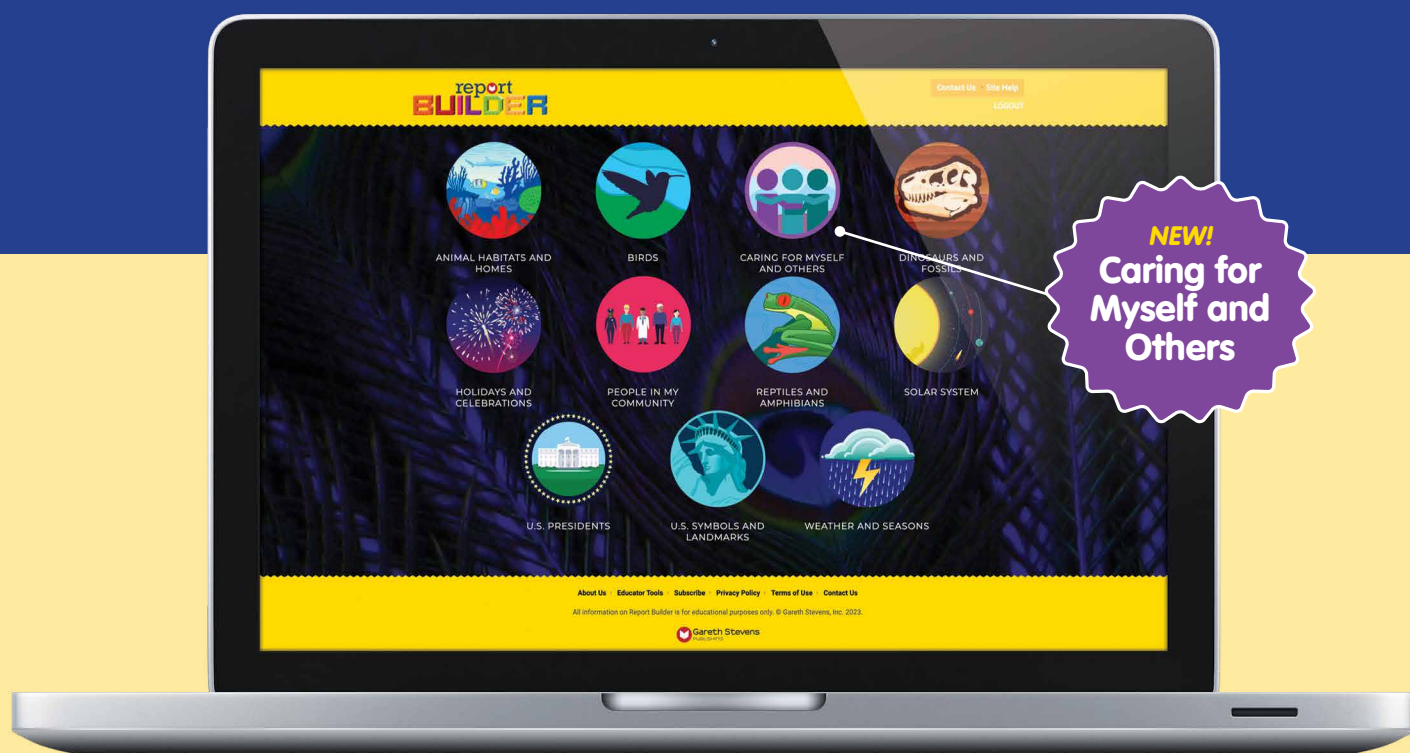 report
BUILDER
Contact Us
Site Help
LOGOUT
ANIMAL HABITATS AND
HOMES
BIRDS
CARING FOR MYSELF
AND OTHERS
DINOSAURS AND
FOSSILS
NEW!
Caring for
Myself and
Others
HOLIDAYS AND
CELEBRATIONS
PEOPLE IN MY
COMMUNITY
REPTILES AND
AMPHIBIANS
SOLAR SYSTEM
U.S. PRESIDENTS
U.S. SYMBOLS AND
LANDMARKS
WEATHER AND SEASONS
About Us Educator Tools Subscribe Privacy Policy Terms of Use Contact Us
All information on Report Builder is for educational purposes only. © Gareth Stevens, Inc. 2023.
Gareth Stevens
PUBLISHING